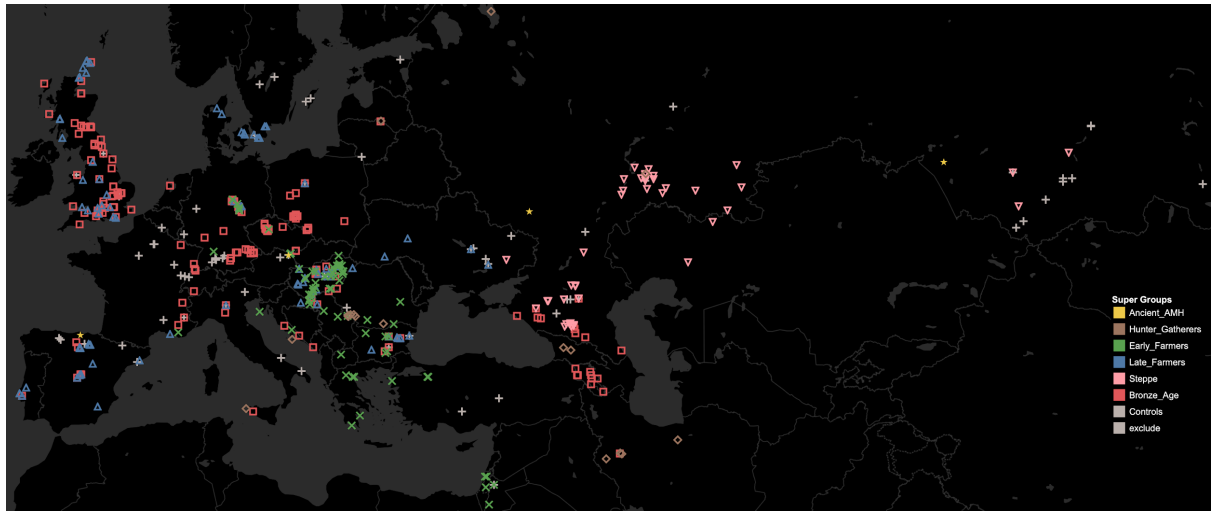 Super Groups
Ancient_AMH
Hunter_Gatherers
Early_Farmers
Late_Farmers
Steppe
Bronze_Age
Controls
exclude